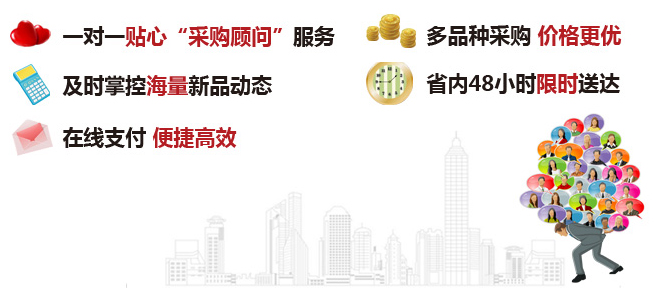 一对一贴心“采购顾问”服务
多品种采购 价格更优
及时掌控海量新品动态
省内48小时限时送达
在线支付 便捷高效